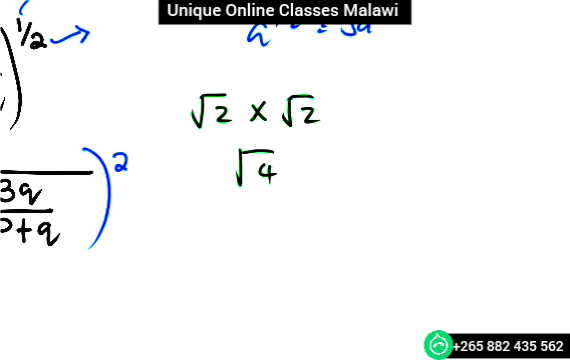 Unique Online Classes Malawi
1/2 →
√2 × √2
√4
)²
3q
p+q
+265 882 435 562